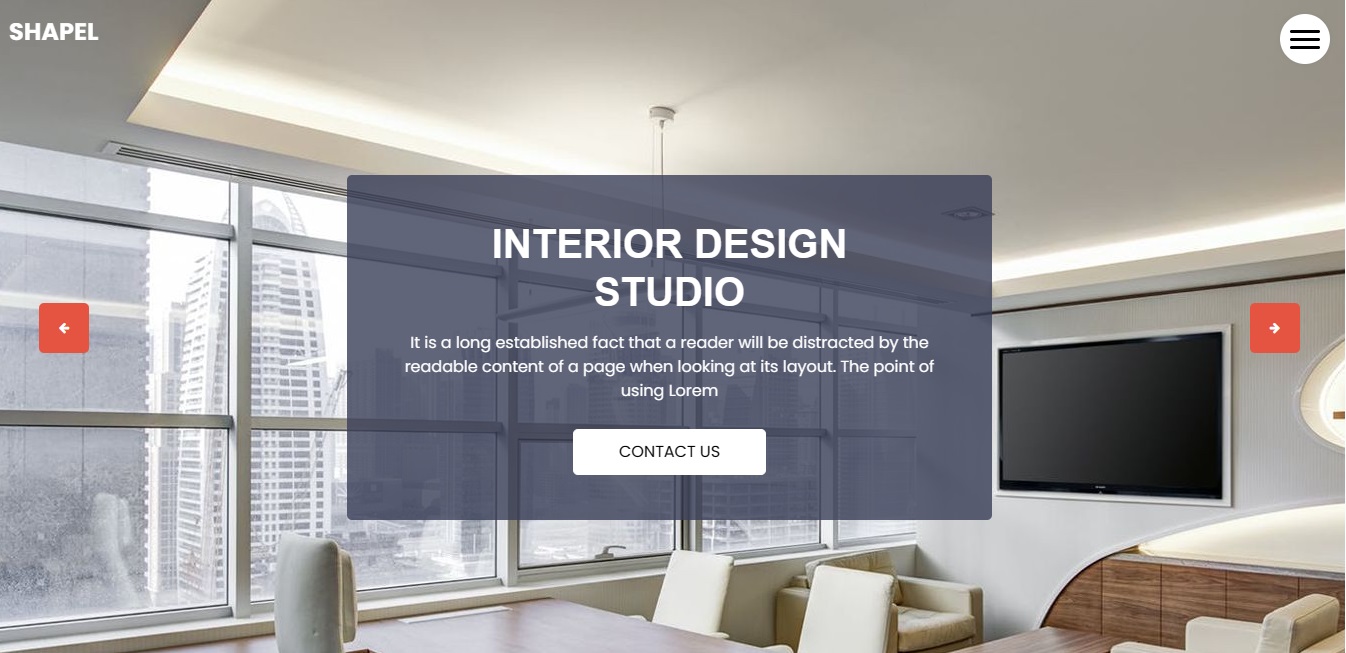 SHAPEL
INTERIOR DESIGN
STUDIO
It is a long established fact that a reader will be distracted by the
readable content of a page when looking at its layout. The point of
using Lorem
CONTACT US